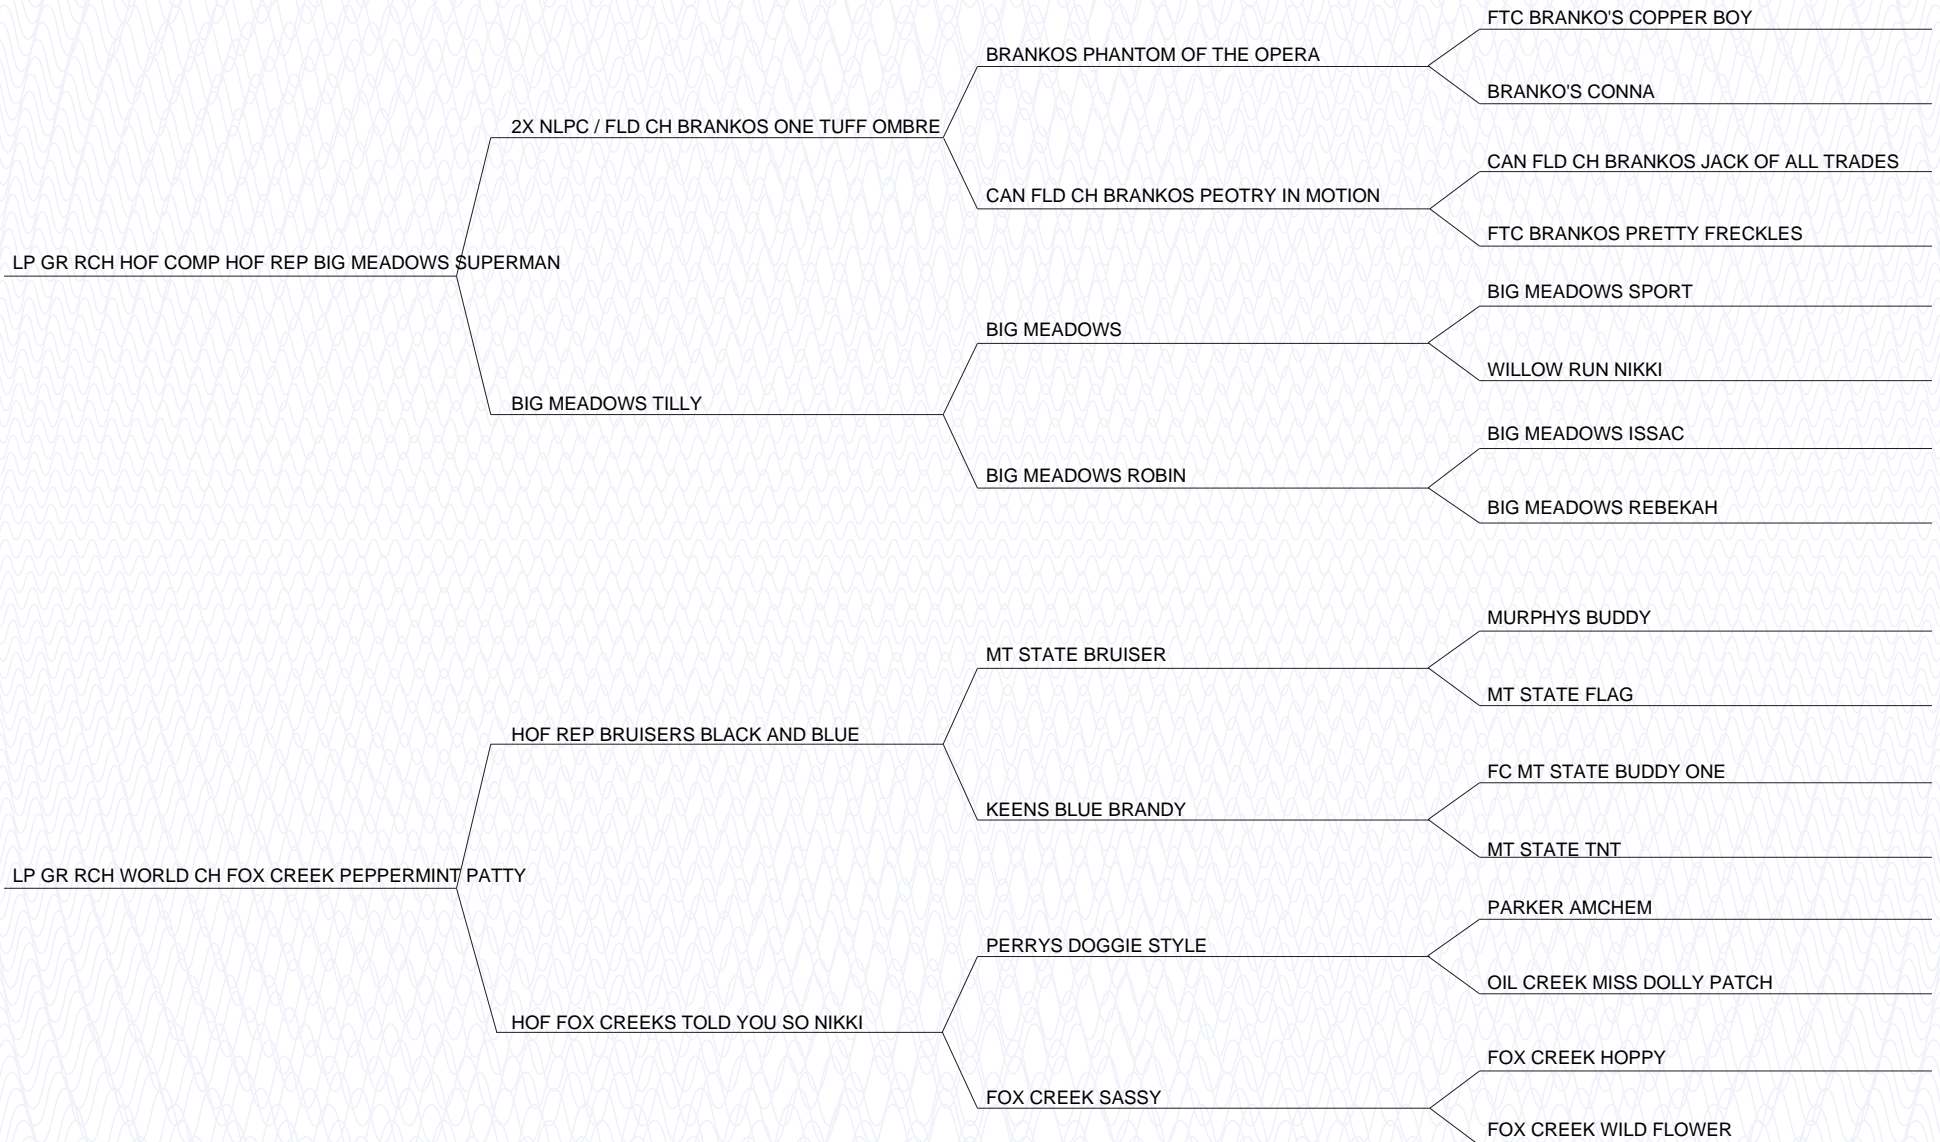 FTC BRANKO'S COPPER BOY
BRANKOS PHANTOM OF THE OPERA
BRANKO'S CONNA
2X NLPC / FLD CH BRANKOS ONE TUFF OMBRE
CAN FLD CH BRANKOS JACK OF ALL TRADES
CAN FLD CH BRANKOS PEOTRY IN MOTION
FTC BRANKOS PRETTY FRECKLES
LP GR RCH HOF COMP HOF REP BIG MEADOWS SUPERMAN
BIG MEADOWS SPORT
BIG MEADOWS
WILLOW RUN NIKKI
BIG MEADOWS TILLY
BIG MEADOWS ISSAC
BIG MEADOWS ROBIN
BIG MEADOWS REBEKAH
MURPHYS BUDDY
MT STATE BRUISER
MT STATE FLAG
HOF REP BRUISERS BLACK AND BLUE
FC MT STATE BUDDY ONE
KEENS BLUE BRANDY
MT STATE TNT
LP GR RCH WORLD CH FOX CREEK PEPPERMINT PATTY
PARKER AMCHEM
PERRYS DOGGIE STYLE
OIL CREEK MISS DOLLY PATCH
HOF FOX CREEKS TOLD YOU SO NIKKI
FOX CREEK HOPPY
FOX CREEK SASSY
FOX CREEK WILD FLOWER